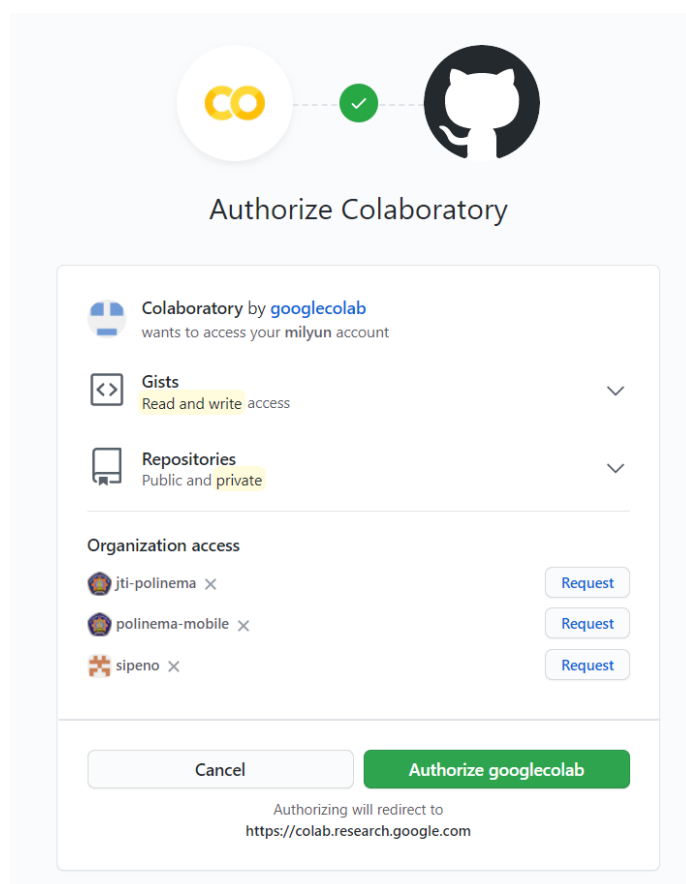 Authorize Colaboratory
Colaboratory by googlecolab
wants to access your milyun account
Gists
Read and write access
Repositories
Public and private
Organization access
jti-polinema
Request
polinema-mobile
Request
sipeno
Request
Cancel
Authorize googlecolab
Authorizing will redirect to
https://colab.research.google.com